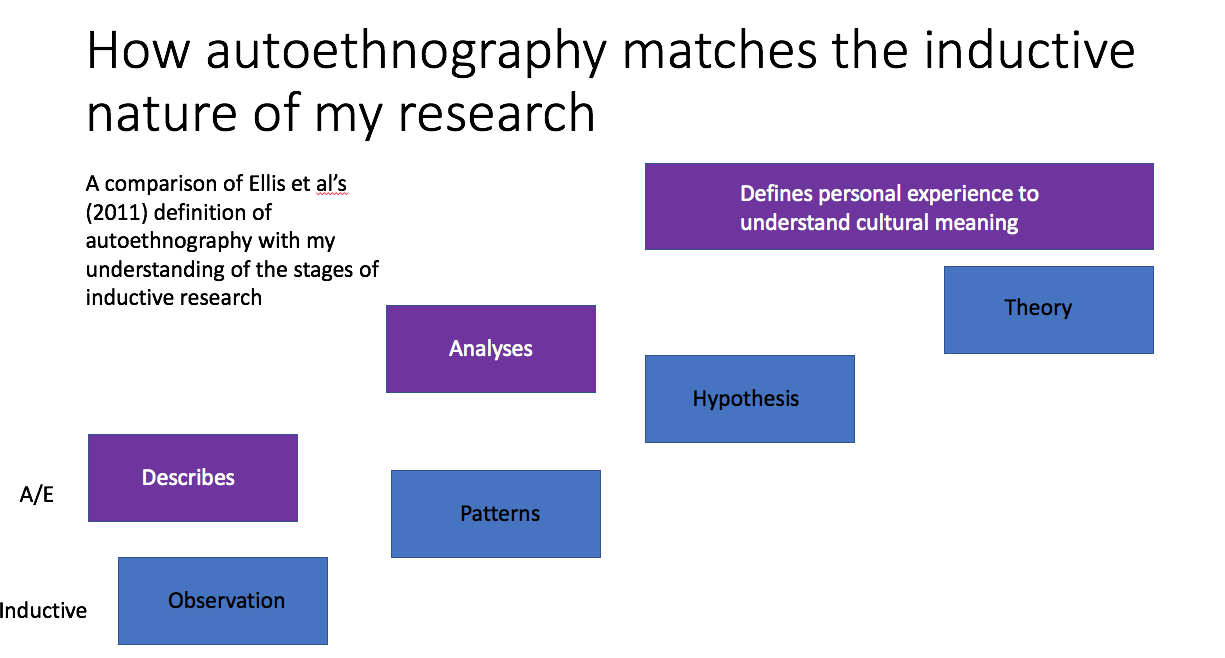 How autoethnography matches the inductive
nature of my research
A comparison of Ellis et al’s
(2011) definition of
autoethnography with my
understanding of the stages of
inductive research
Defines personal experience to
understand cultural meaning
Theory
Analyses
Hypothesis
Describes
A/E
Patterns
Observation
Inductive